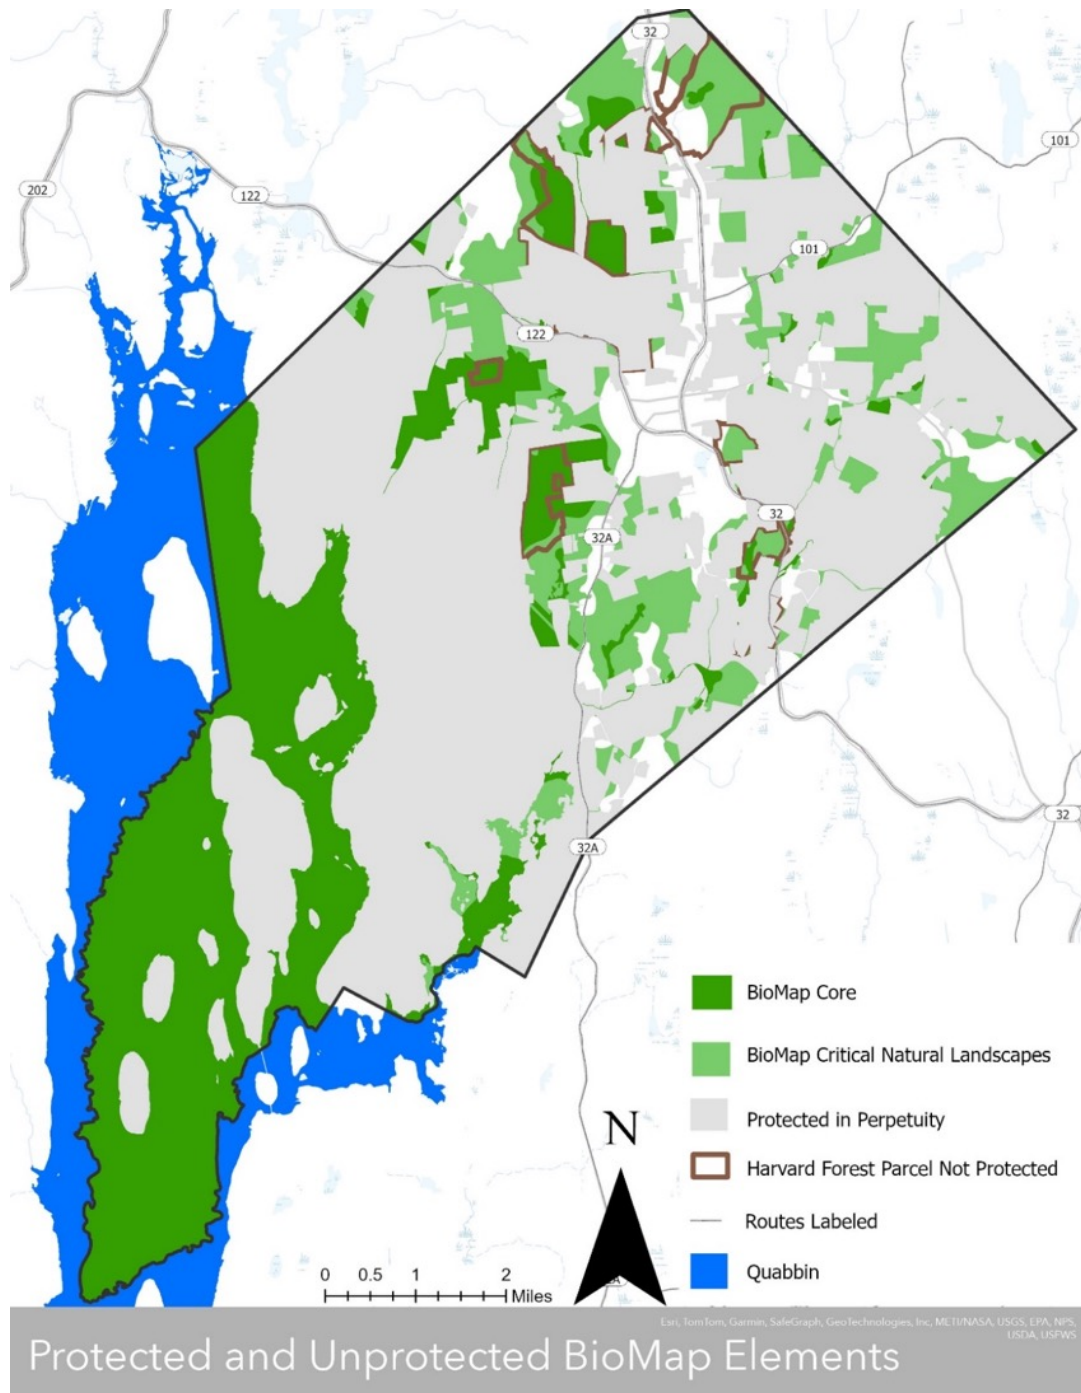 32
101
202
122
101
122
32
32A
32
32A
BioMap Core
BioMap Critical Natural Landscapes
Protected in Perpetuity
N
Harvard Forest Parcel Not Protected
Routes Labeled
Quabbin
0 0.5 1 2
Miles
Esri, TomTom, Garmin, SafeGraph, GeoTechnologies, Inc, METI/NASA, USGS, EPA, NPS,
USDA, USFWS
Protected and Unprotected BioMap Elements